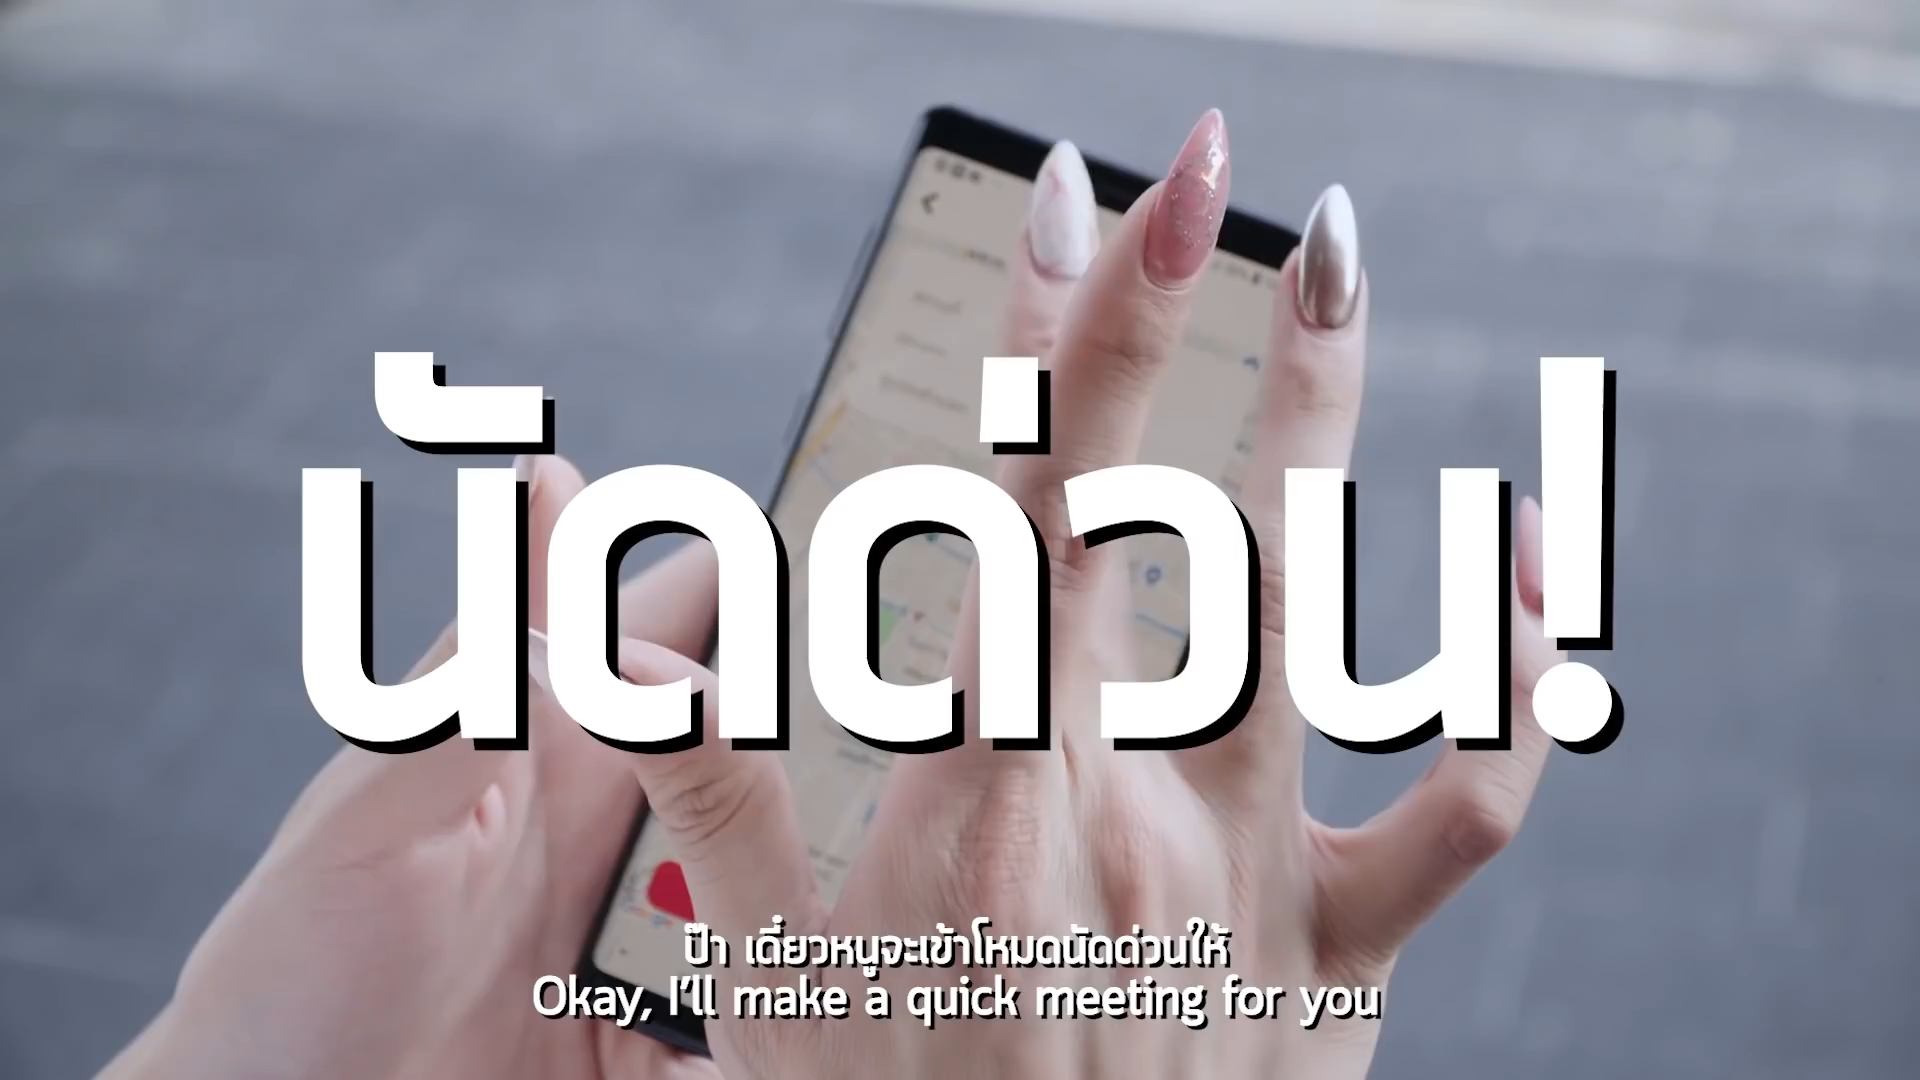 นัดด่วน!
ป๊า เดี๋ยวหนูจะเข้าโหมดนัดด่วนให้
Okay, I'll make a quick meeting for you